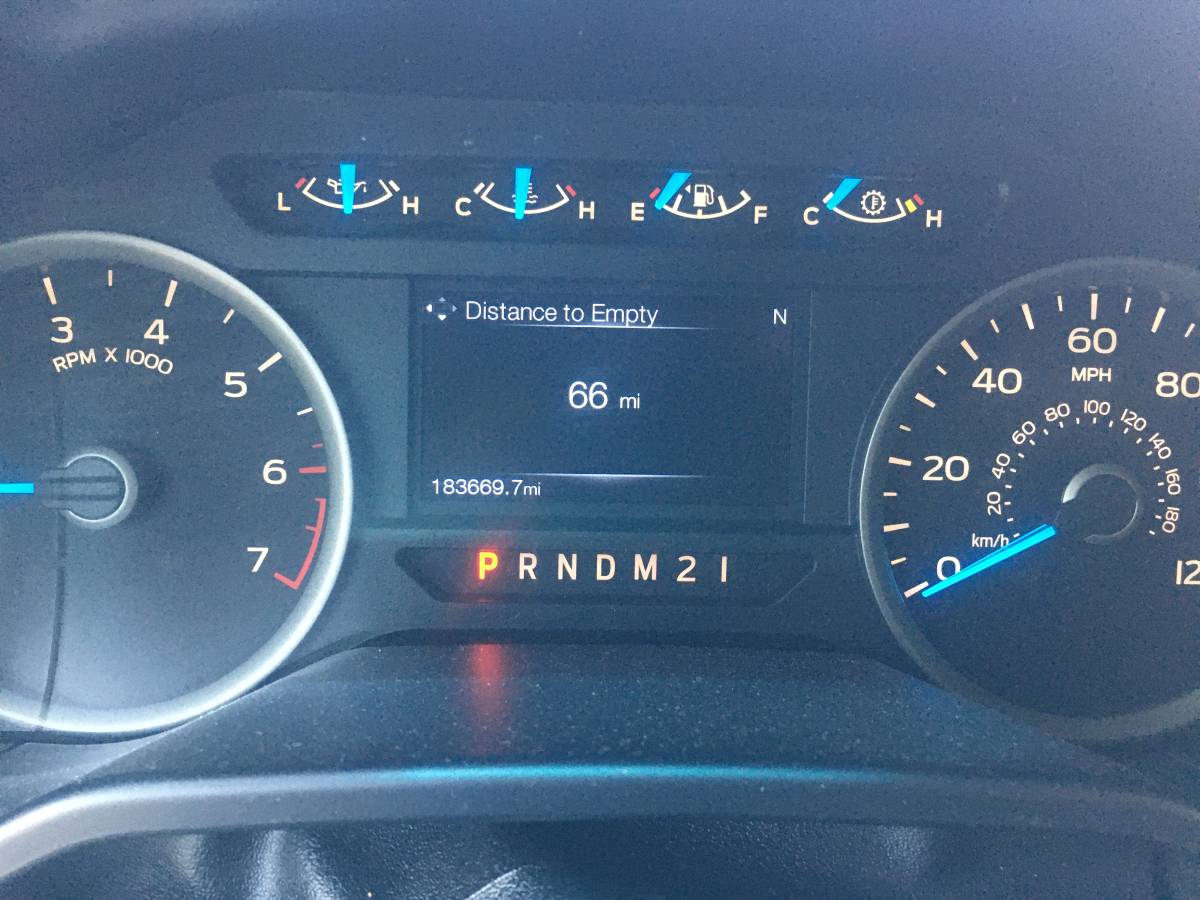 L H C H E F C H
3 4 5 6 7
RPM X 1000
Distance to Empty N
66 mi
183669.7mi
P R N D M 2 1
0 20 40 60 80 12
MPH
20 40 60 80 100 120 140 160 180
km/h